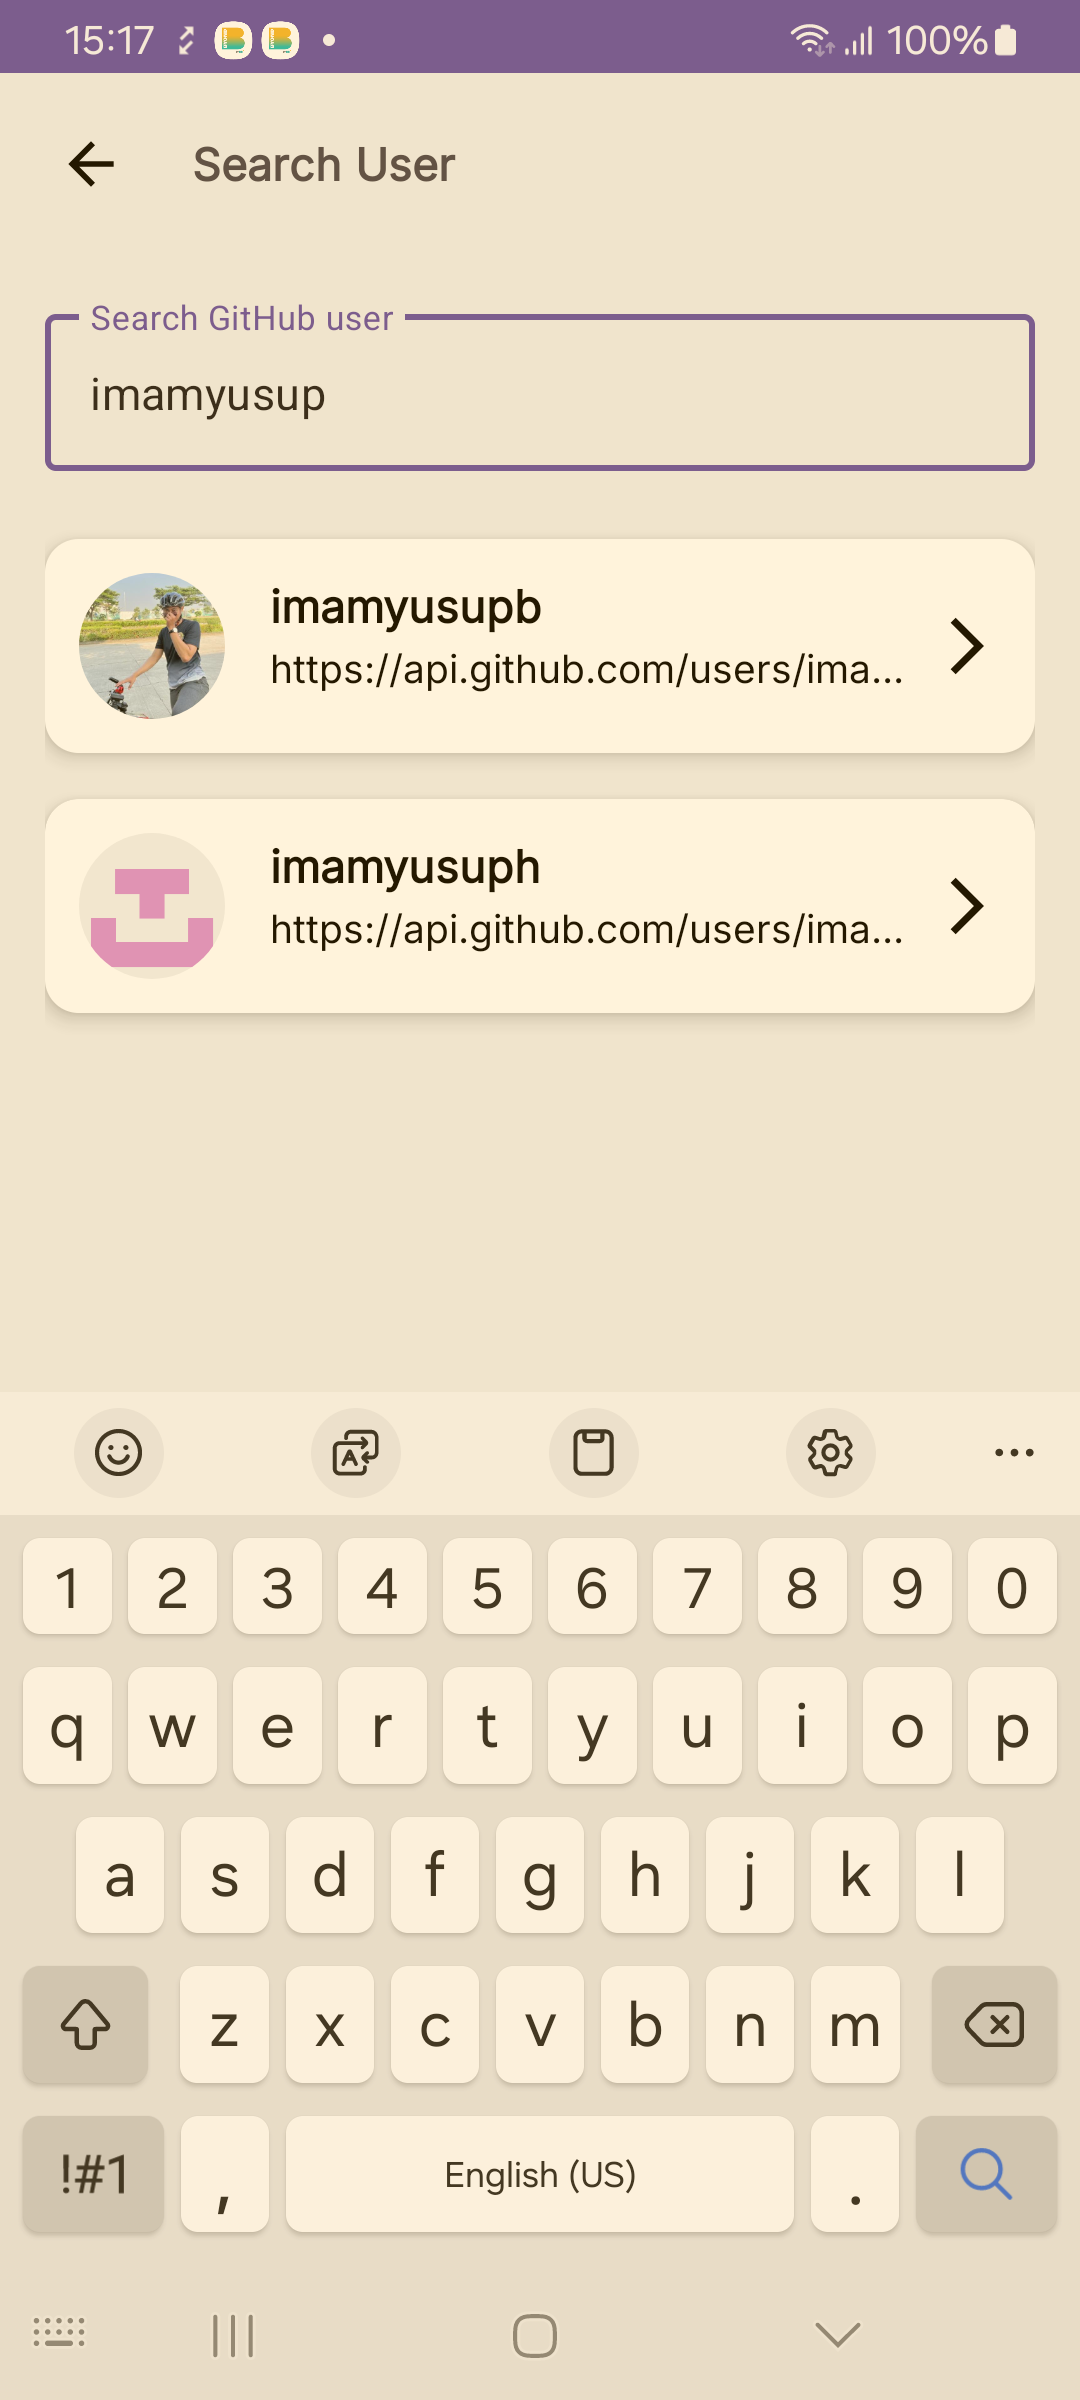 15:17
100%
Search User
Search GitHub user
imamyusup
imamyusupb
https://api.github.com/users/ima...
imamyusuph
https://api.github.com/users/ima...
1 2 3 4 5 6 7 8 9 0
q w e r t y u i o p
a s d f g h j k l
z x c v b n m
!#1 , English (US) .